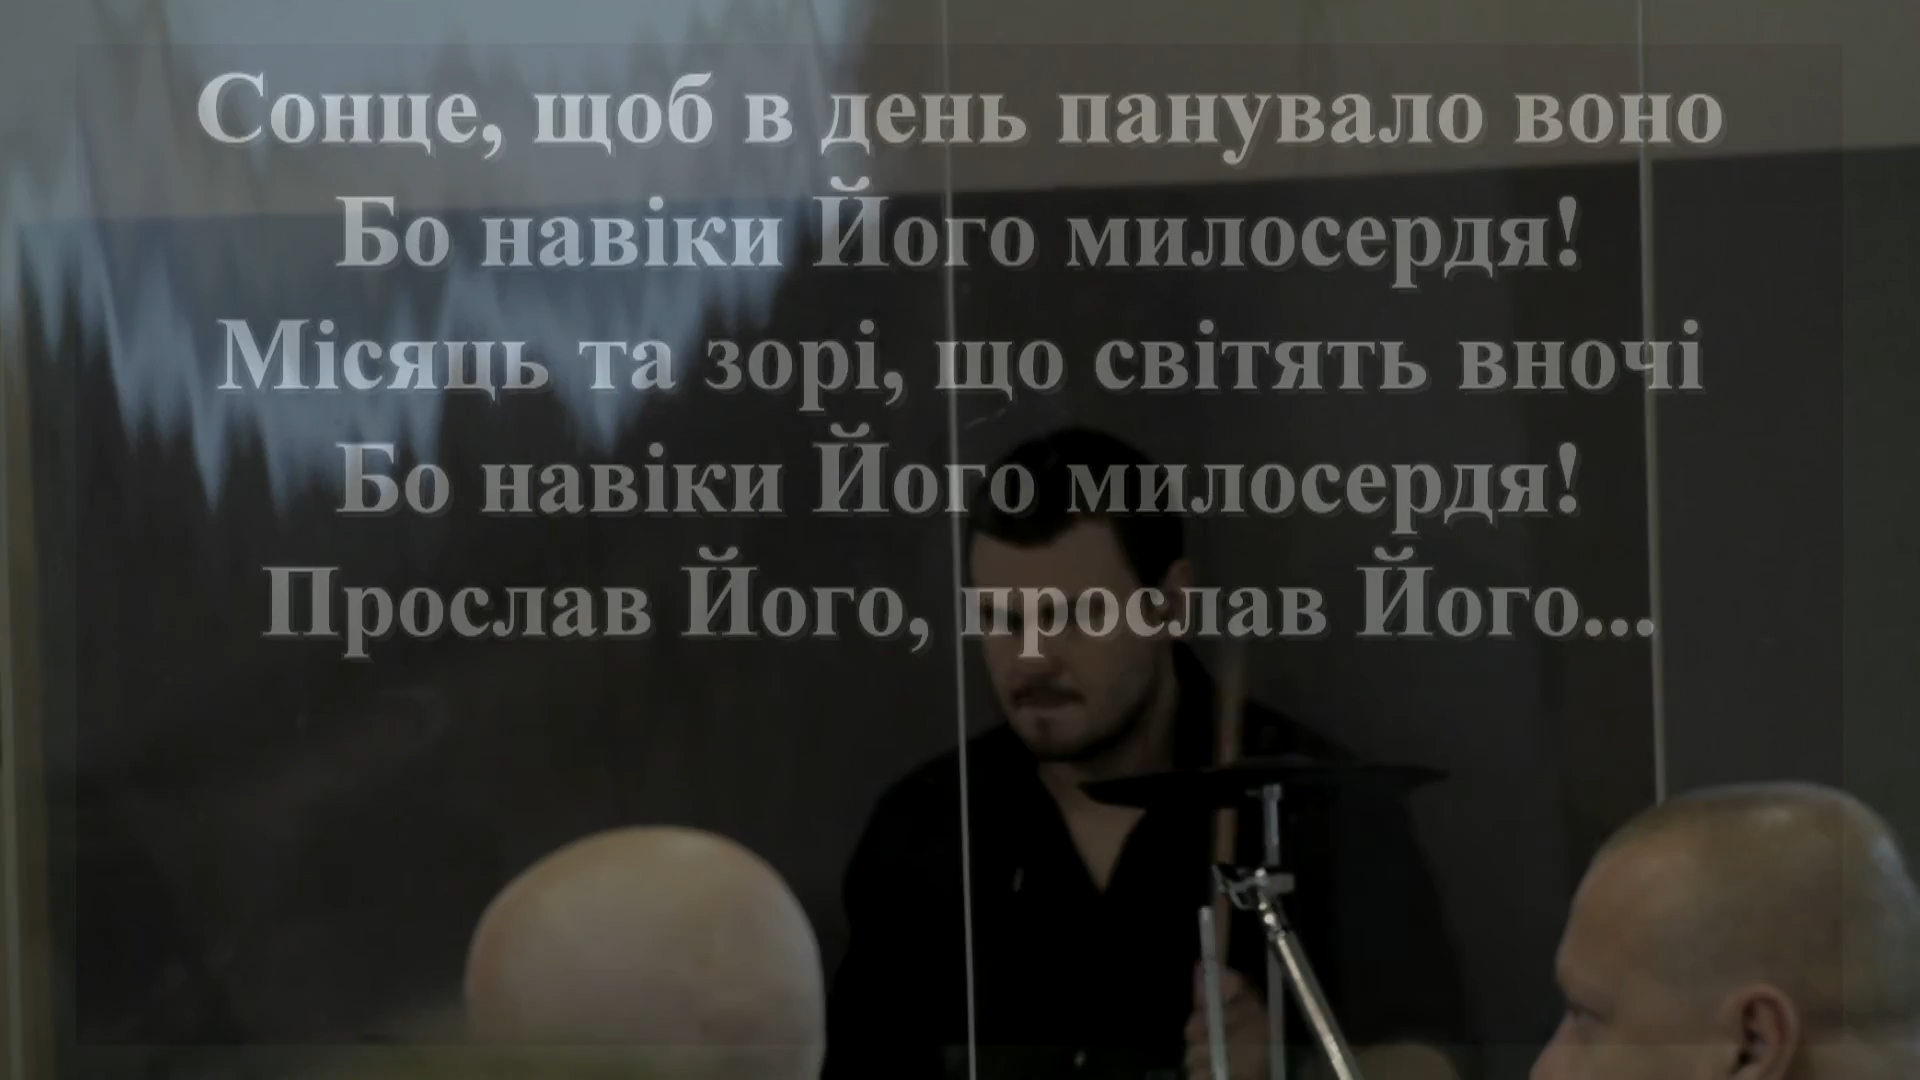 Сонце, щоб в день панувало воно
Бо навіки Його милосердя!
Місяць та зорі, що світять вночі
Бо навіки Його милосердя!
Прослав Його, прослав Його...